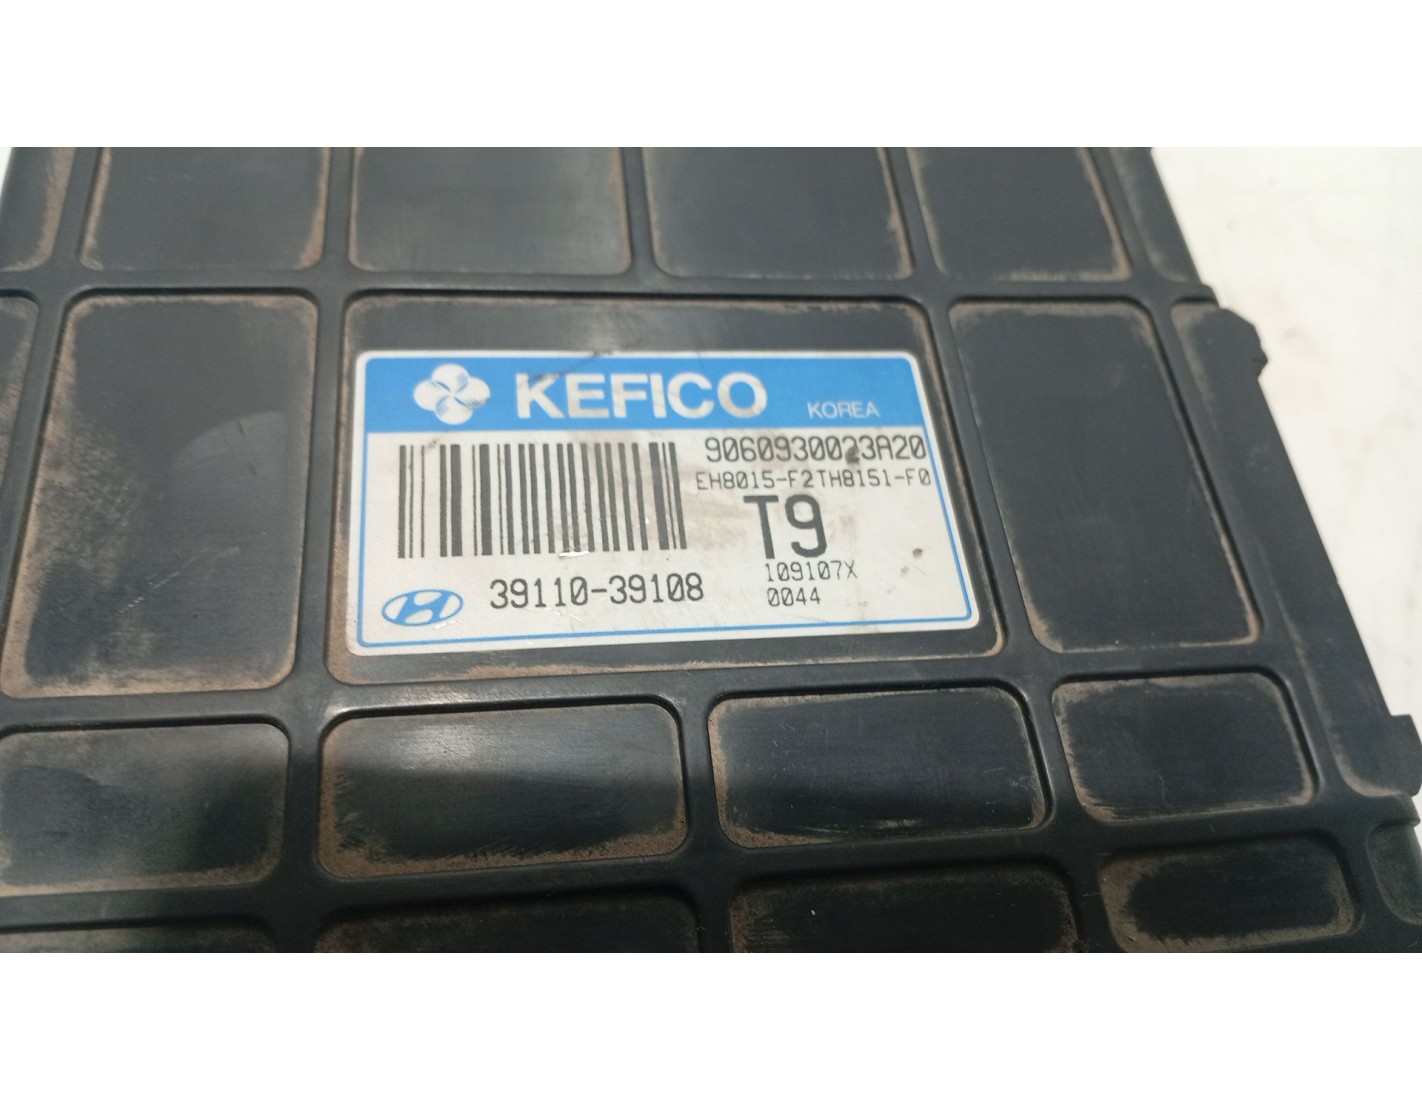 KEFICO KOREA
9060930023A20
EH8015-F2TH8151-F0
T9
109107X
39110-39108
0044